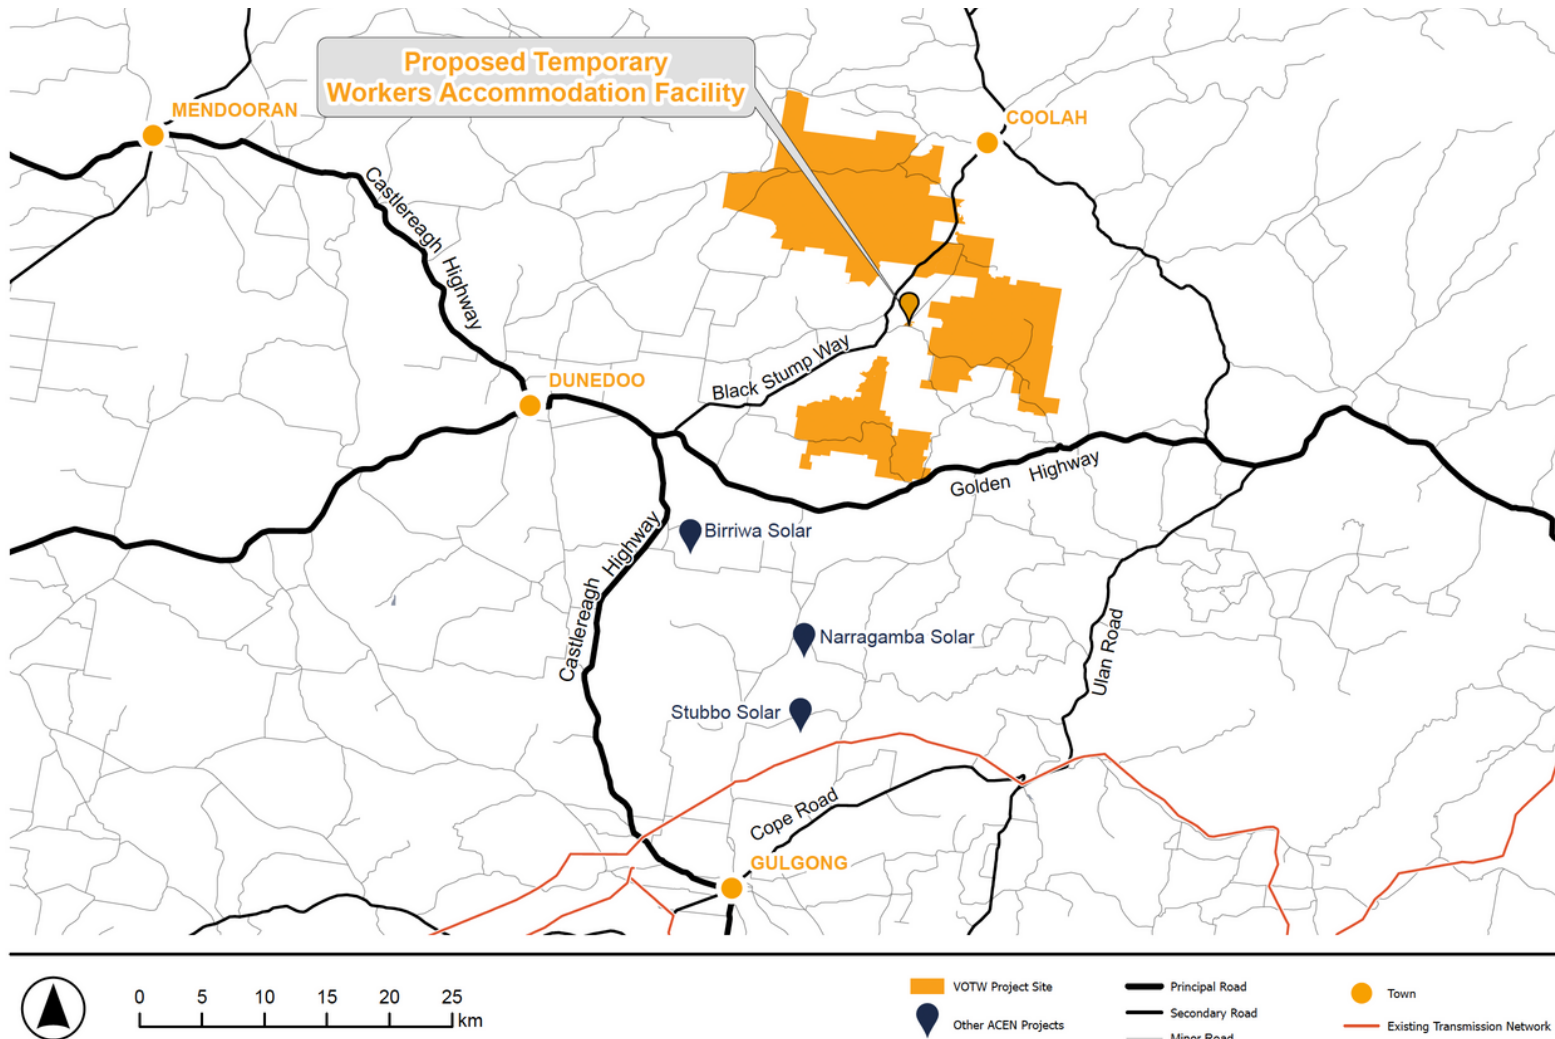 Proposed Temporary
Workers Accommodation Facility
MENDOORAN
COOLAH
Castlereagh Highway
Black Stump Way
DUNEDOO
Golden Highway
Birriwa Solar
Castlereagh Highway
Narragamba Solar
Ulan Road
Stubbo Solar
Cope Road
GULGONG
0 5 10 15 20 25
km
VOTW Project Site
Other ACEN Projects
Principal Road
Secondary Road
Minor Road
Town
Existing Transmission Network